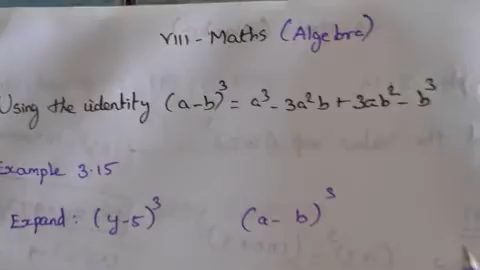 VIII - Maths (Algebra)
Using the identity (a-b)³ = a³ - 3a²b + 3ab² - b³
Example 3.15
Expand: (y-5)³ (a - b)³